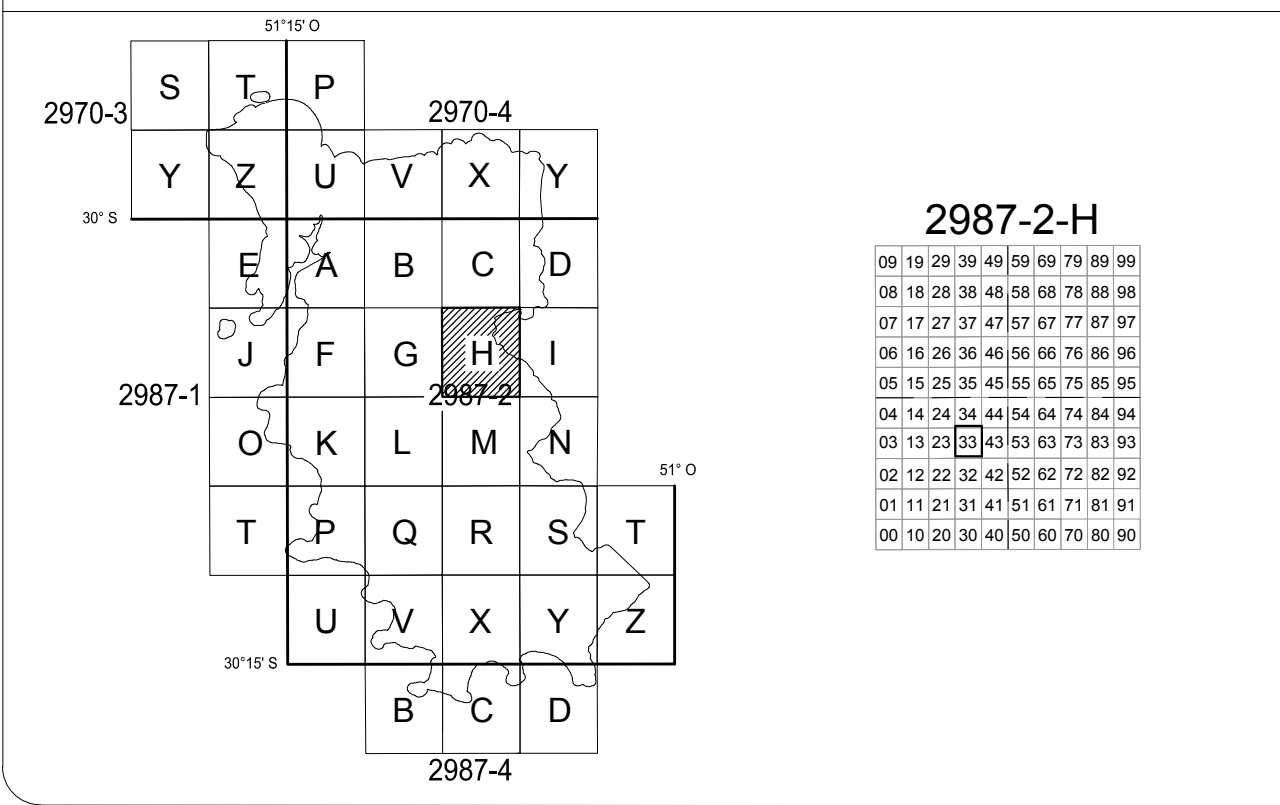 51°15' O
S T P
2970-3 2970-4
Y Z U V X Y
30° S
E A B C D
J F G H I
2987-1 2987-2
O K L M N
51° O
T P Q R S T
U V X Y Z
30°15' S
B C D
2987-4
2987-2-H
09 19 29 39 49 59 69 79 89 99
08 18 28 38 48 58 68 78 88 98
07 17 27 37 47 57 67 77 87 97
06 16 26 36 46 56 66 76 86 96
05 15 25 35 45 55 65 75 85 95
04 14 24 34 44 54 64 74 84 94
03 13 23 33 43 53 63 73 83 93
02 12 22 32 42 52 62 72 82 92
01 11 21 31 41 51 61 71 81 91
00 10 20 30 40 50 60 70 80 90